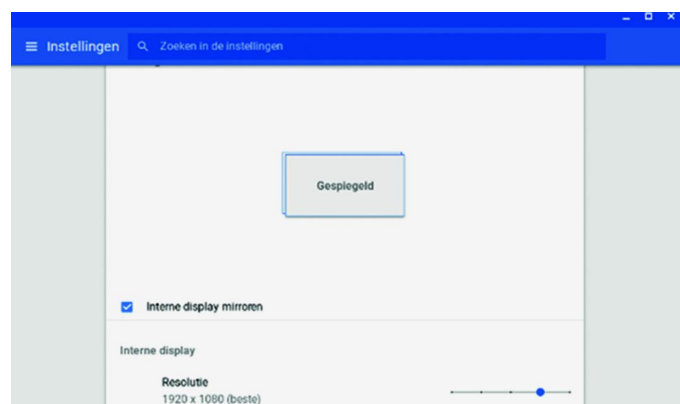 Instellingen
Zoeken in de instellingen
Gespiegeld
Interne display mirroren
Interne display
Resolutie
1920 x 1080 (beste)